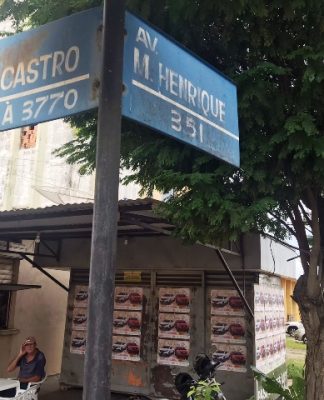 CASTRO
À 3770
AV.
M. HENRIQUE
351